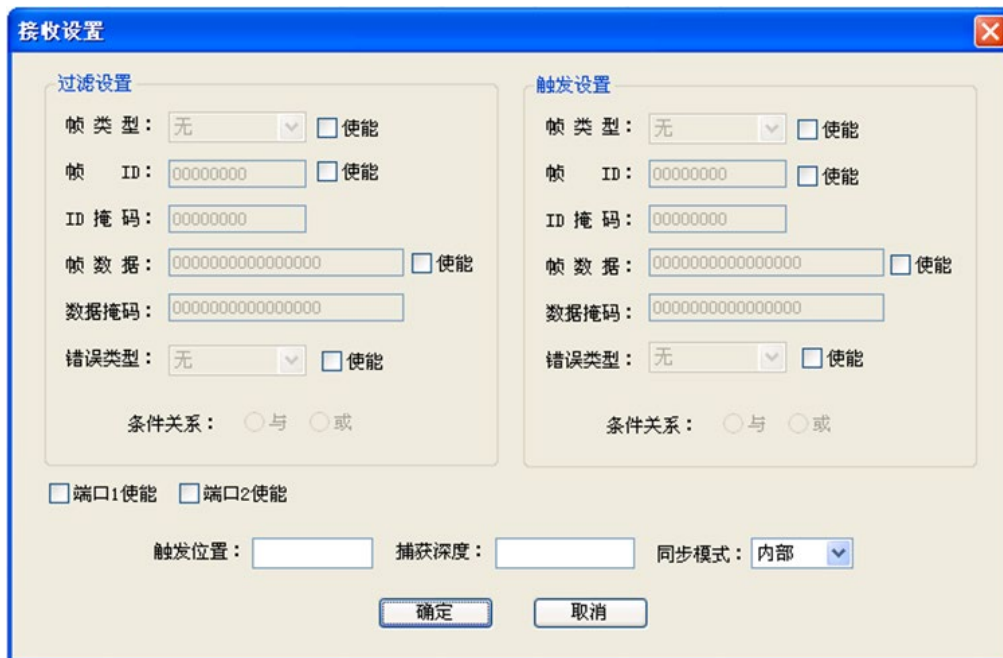 接收设置
过滤设置
帧 类 型： 无 使能
帧 ID： 00000000 使能
ID 掩 码： 00000000
帧 数 据： 0000000000000000 使能
数据掩码： 0000000000000000
错误类型： 无 使能
条件关系： 与 或
触发设置
帧 类 型： 无 使能
帧 ID： 00000000 使能
ID 掩 码： 00000000
帧 数 据： 0000000000000000 使能
数据掩码： 0000000000000000
错误类型： 无 使能
条件关系： 与 或
端口1使能 端口2使能
触发位置： 捕获深度： 同步模式： 内部
确定 取消